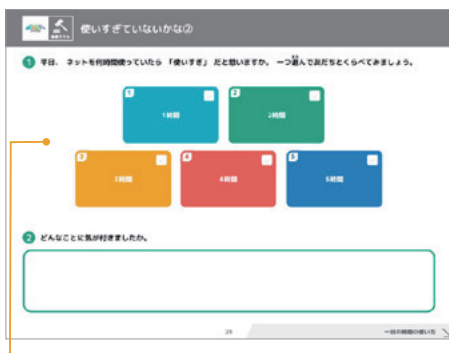 使いすぎていないかな②
1 平日、ネットを何時間使っていたら「使いすぎ」だと思いますか。一つ選んで友だちとくらべてみましょう。
1
1時間
2
2時間
3
3時間
4
4時間
5
5時間
2 どんなことに気が付きましたか。
一日の時間の使い方